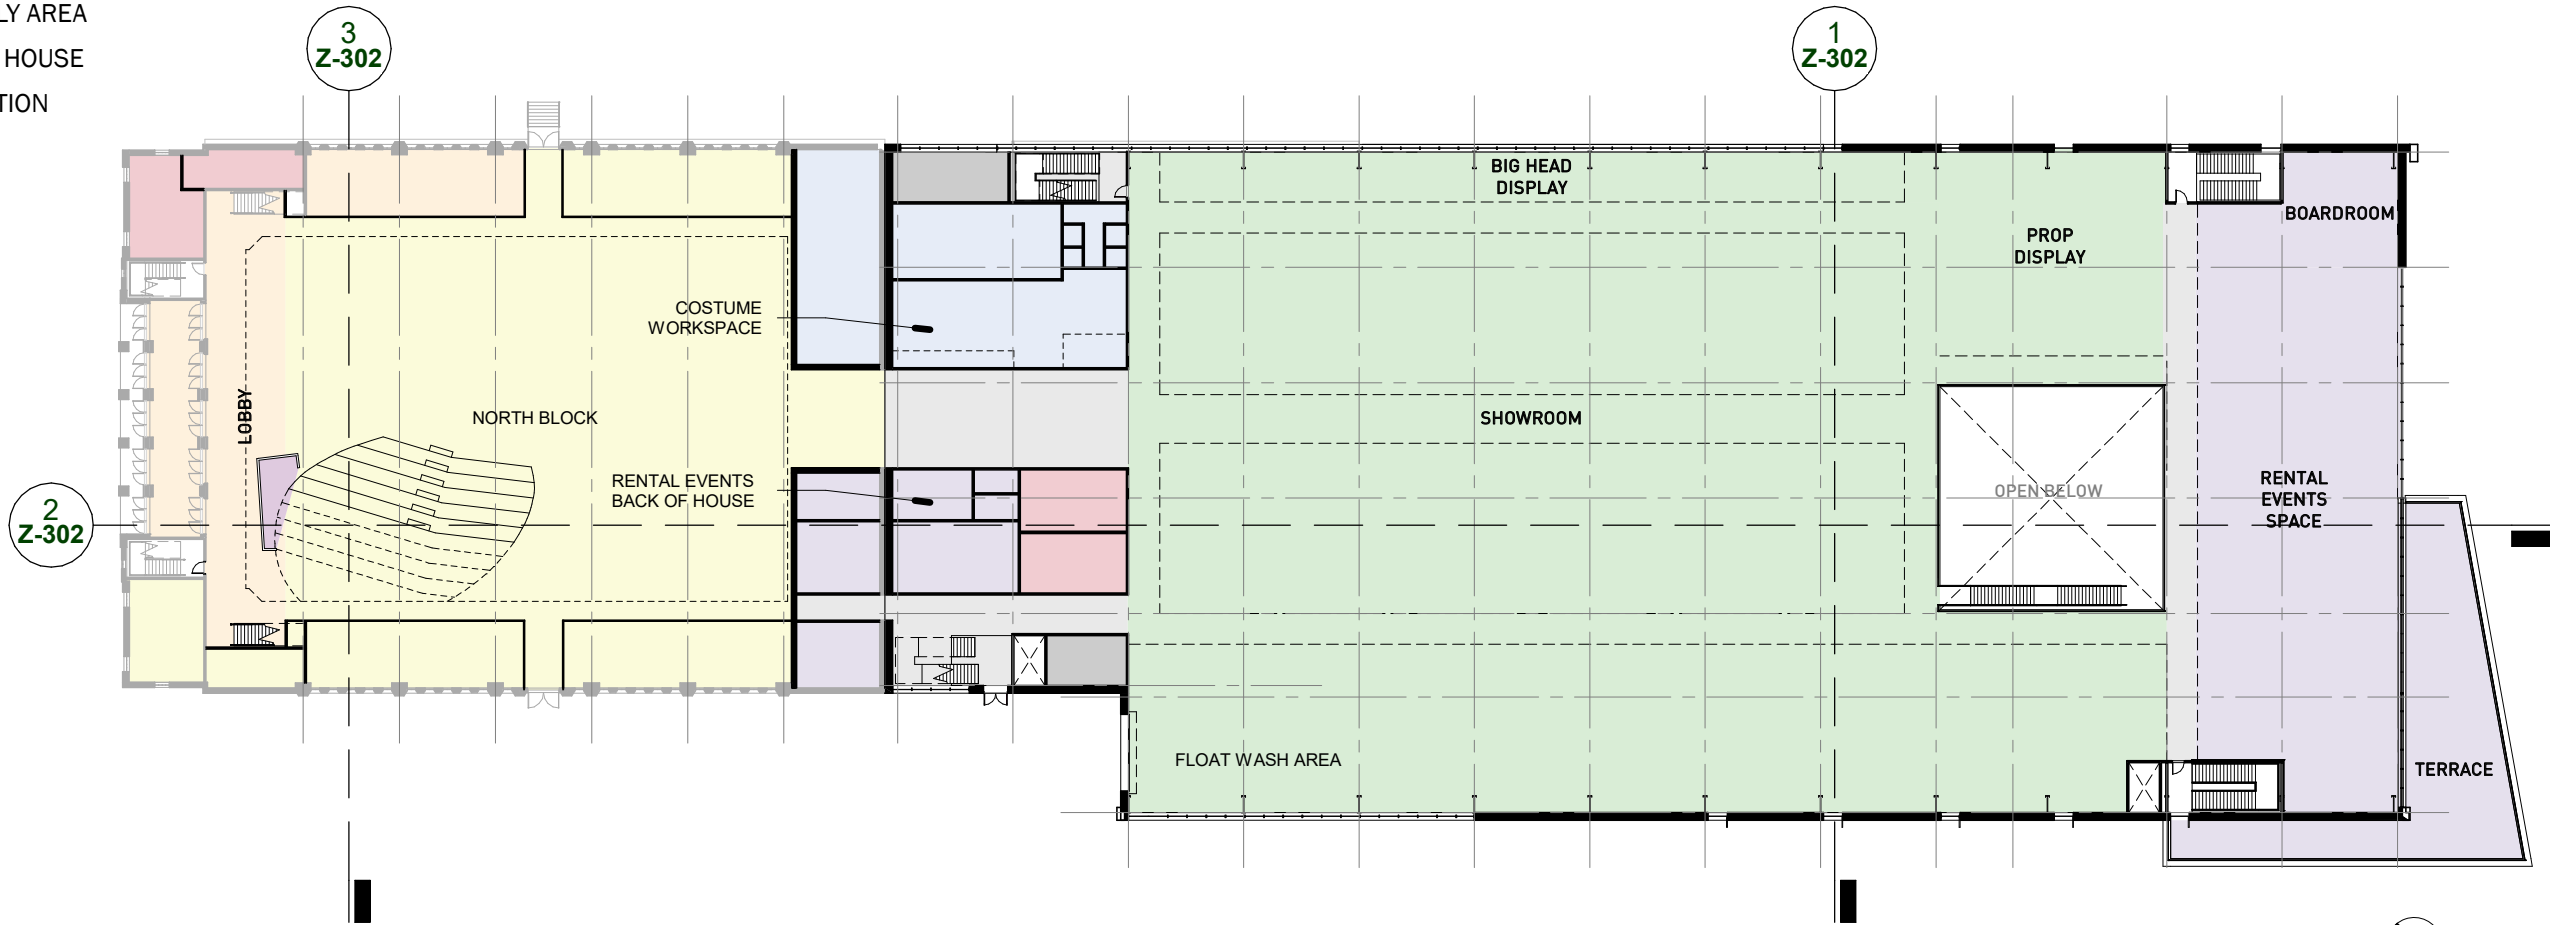 LY AREA
HOUSE
TION
3
Z-302
1
Z-302
BIG HEAD
DISPLAY
BOARDROOM
PROP
DISPLAY
COSTUME
WORKSPACE
LOBBY
NORTH BLOCK
SHOWROOM
RENTAL EVENTS
BACK OF HOUSE
OPEN BELOW
RENTAL
EVENTS
SPACE
2
Z-302
FLOAT WASH AREA
TERRACE